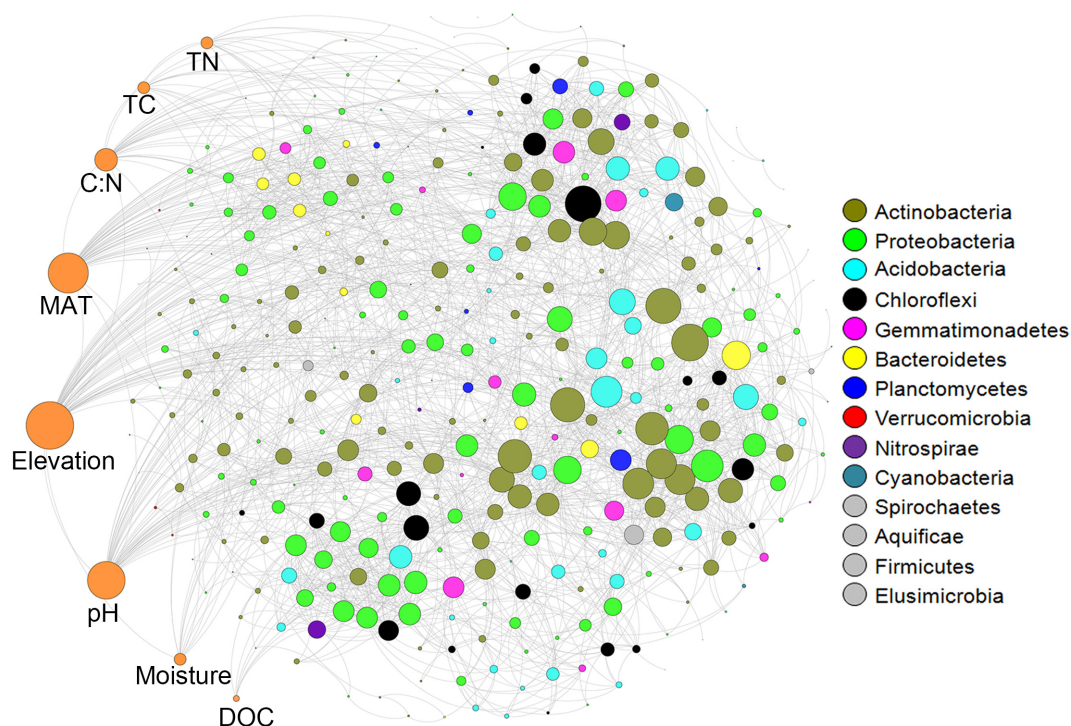 TN
TC
C:N
MAT
Elevation
pH
Moisture
DOC
Actinobacteria
Proteobacteria
Acidobacteria
Chloroflexi
Gemmatimonadetes
Bacteroidetes
Planctomycetes
Verrucomicrobia
Nitrospirae
Cyanobacteria
Spirochaetes
Aquificae
Firmicutes
Elusimicrobia